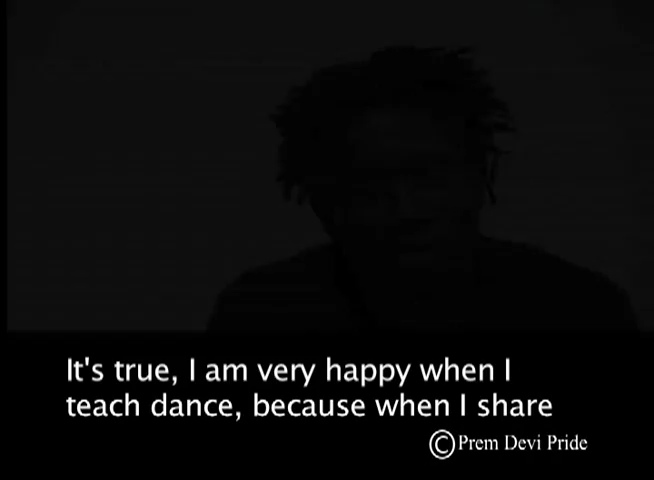 It's true, I am very happy when I
teach dance, because when I share
© Prem Devi Pride